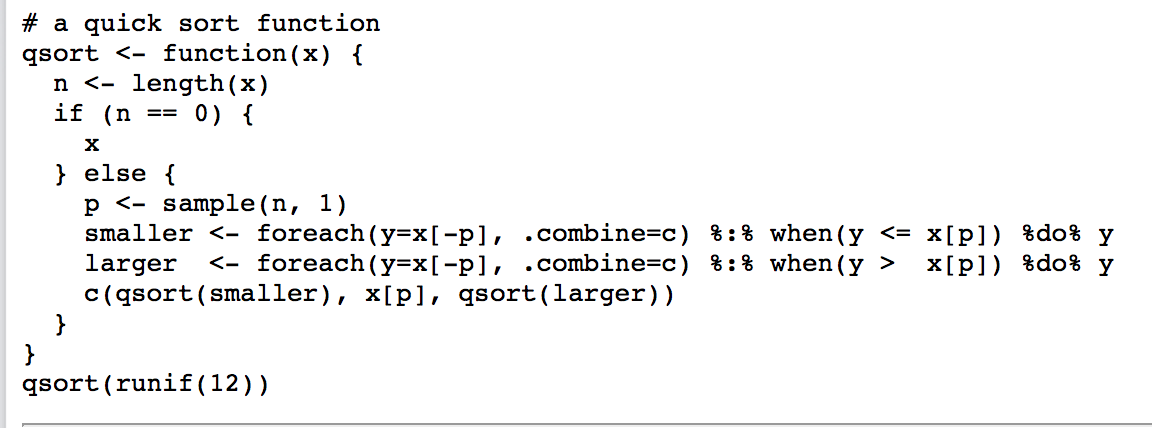 # a quick sort function
qsort <- function(x) {
  n <- length(x)
  if (n == 0) {
    x
  } else {
    p <- sample(n, 1)
    smaller <- foreach(y=x[-p], .combine=c) %:% when(y <= x[p]) %do% y
    larger  <- foreach(y=x[-p], .combine=c) %:% when(y >  x[p]) %do% y
    c(qsort(smaller), x[p], qsort(larger))
  }
}
qsort(runif(12))